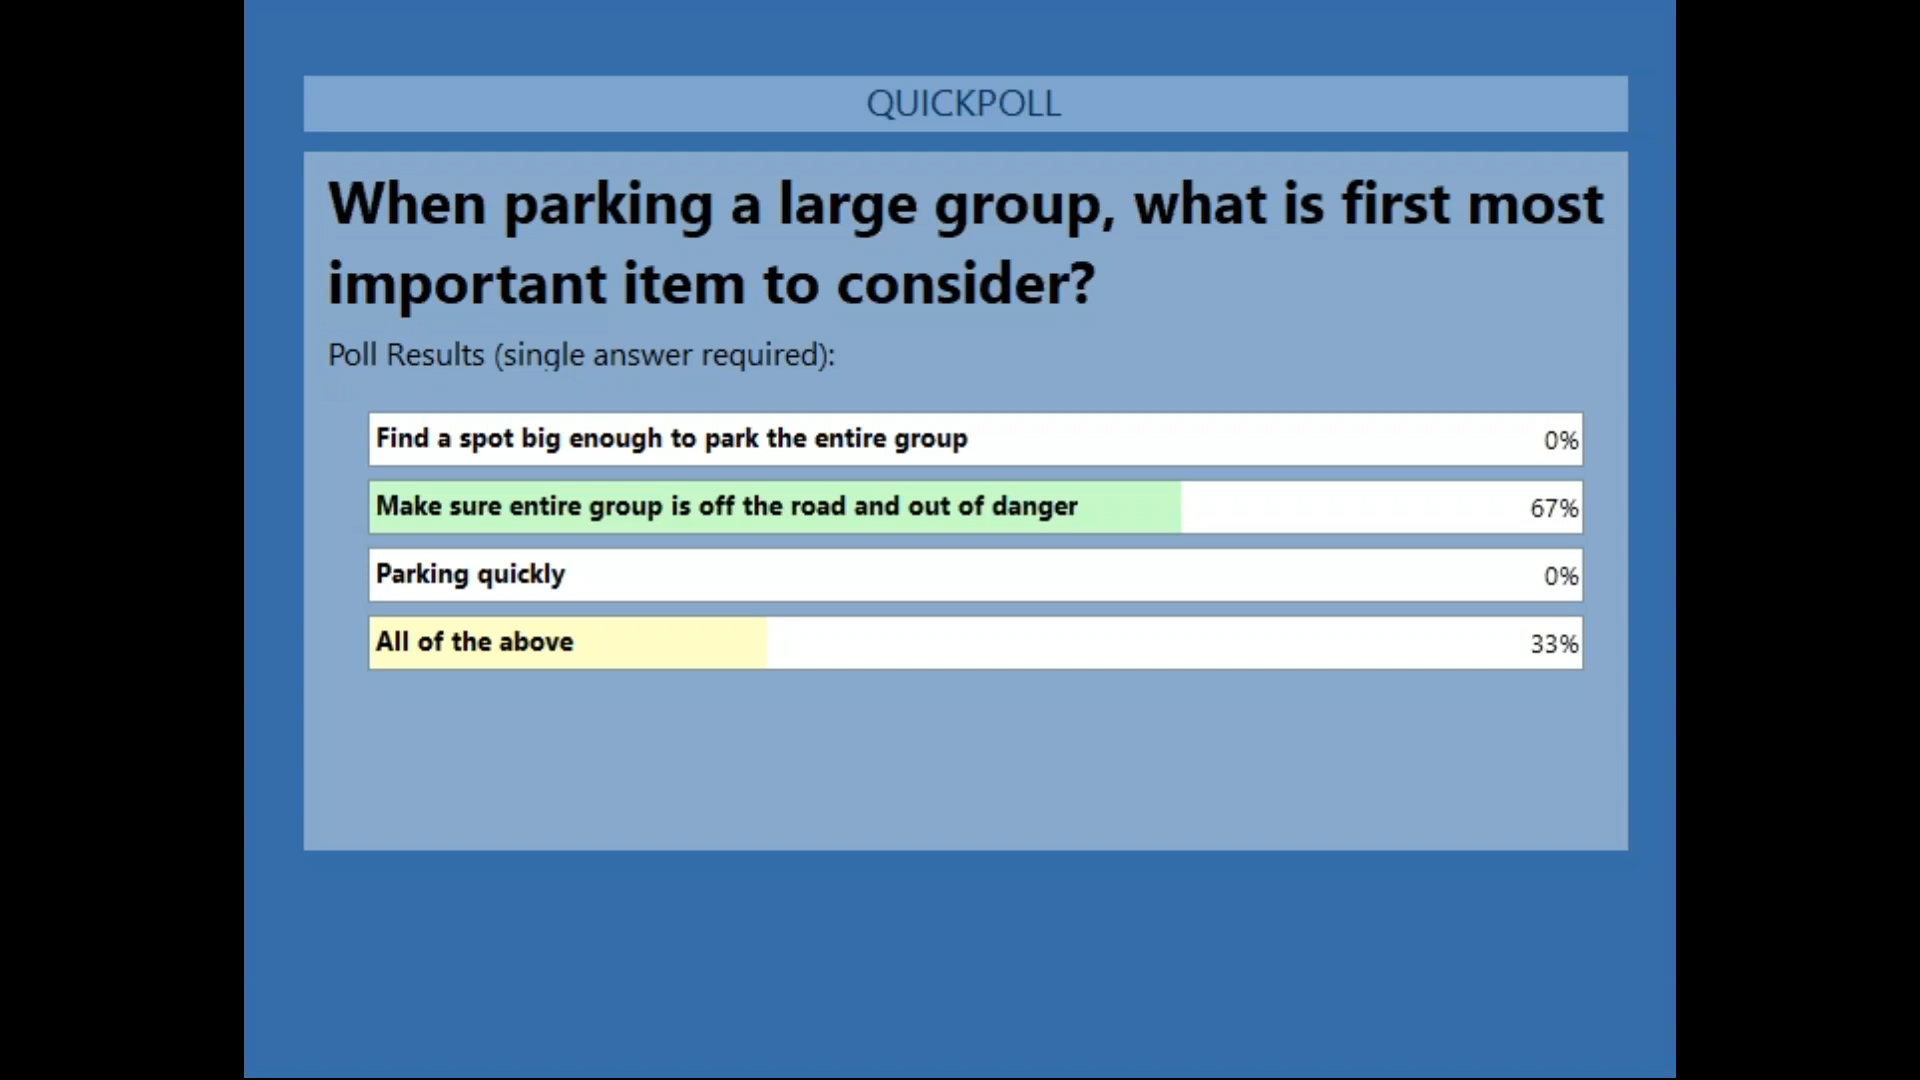 QUICKPOLL
When parking a large group, what is first most
important item to consider?
Poll Results (single answer required):
Find a spot big enough to park the entire group 0%
Make sure entire group is off the road and out of danger 67%
Parking quickly 0%
All of the above 33%